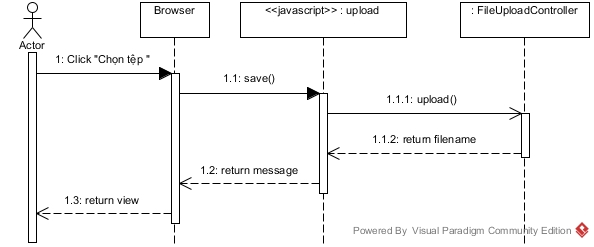 Browser
<<javascript>> : upload
: FileUploadController
Actor
1: Click "Chọn tệp "
1.1: save()
1.1.1: upload()
1.1.2: return filename
1.2: return message
1.3: return view
Powered By Visual Paradigm Community Edition